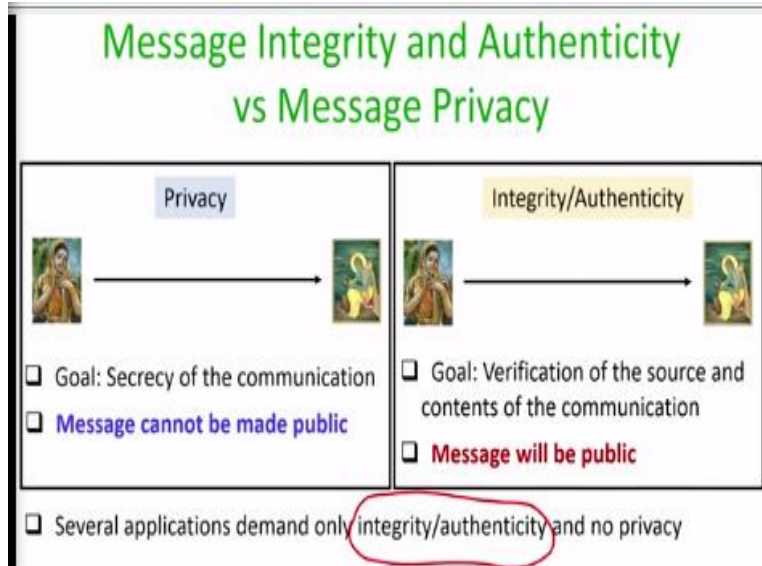 Message Integrity and Authenticity
vs Message Privacy
Privacy
❑ Goal: Secrecy of the communication
❑ Message cannot be made public
Integrity/Authenticity
❑ Goal: Verification of the source and
contents of the communication
❑ Message will be public
❑ Several applications demand only integrity/authenticity and no privacy